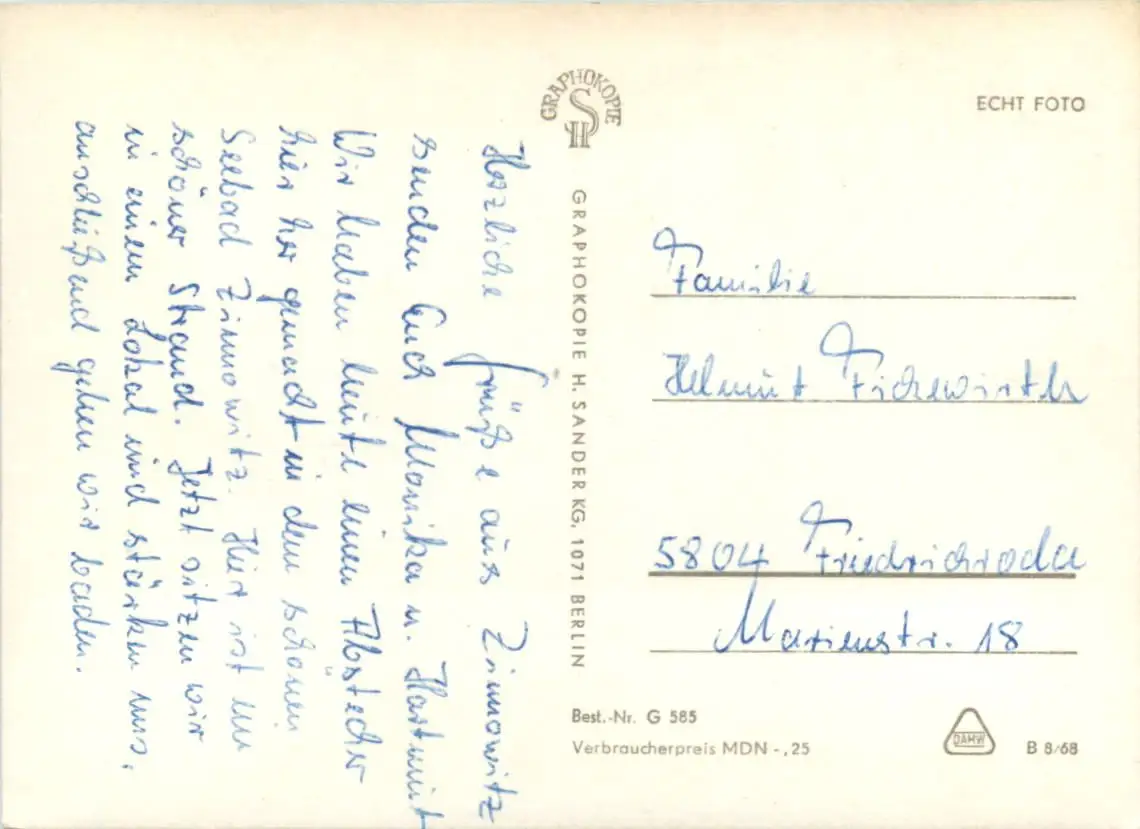 Herzliche Grüße aus Zinnowitz
senden Euch Monika u. Hartmut
Wir haben heute einen Abstecher
hier her gemacht in den schönen
Seebad Zinnowitz. Hier ist ein
schöner Strand. Jetzt sitzen wir
in einem Lokal und stärken uns,
anschließend gehen wir baden.
GRAPHOKOPIE
H S
GRAPHOKOPIE H. SANDER KG, 1071 BERLIN
ECHT FOTO
Familie
Helmut
5804 Friedrichroda
Marienstr. 18
Best.-Nr. G 585
Verbraucherpreis MDN -,25
DAMW
B 8/68